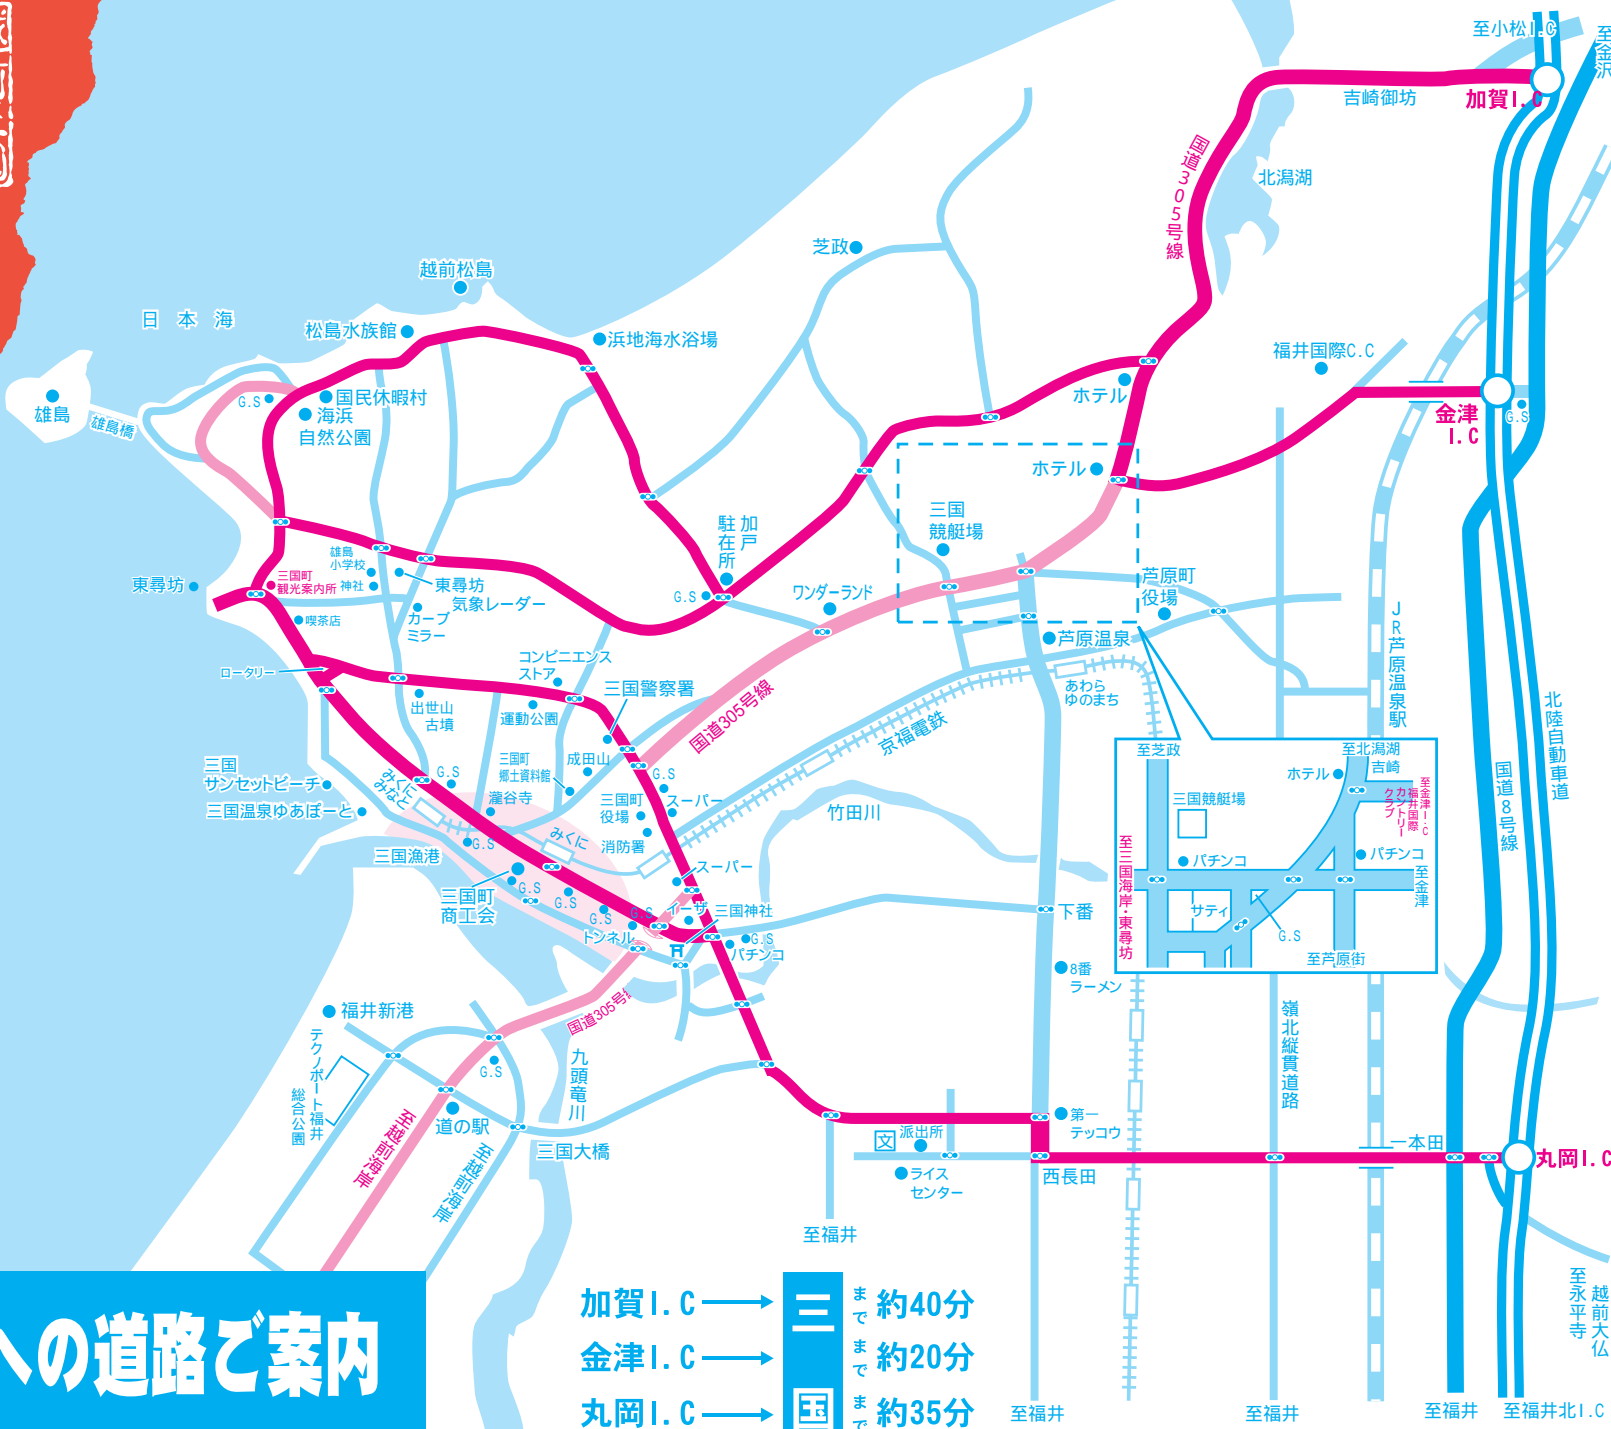 至小松I.C
至金沢
加賀I.C
吉崎御坊
国道305号線
北潟湖
芝政
越前松島
日本海
松島水族館
浜地海水浴場
福井国際C.C
ホテル
金津
I.C
G.S
国民休暇村
海浜
自然公園
G.S
雄島
雄島橋
ホテル
三国
競艇場
加戸
駐在所
雄島
小学校
神社
三国町
観光案内所
東尋坊
東尋坊
気象レーダー
カーブ
ミラー
喫茶店
G.S
ワンダーランド
芦原町
役場
芦原温泉
JR芦原温泉駅
ロータリー
コンビニエンス
ストア
三国警察署
出世山
古墳
運動公園
国道305号線
あわら
ゆのまち
京福電鉄
北陸自動車道
国道8号線
三国
サンセットビーチ
三国温泉ゆあぽーと
みくに
みなと
G.S
三国町
郷土資料館
成田山
瀧谷寺
G.S
三国町
役場
スーパー
消防署
みくに
竹田川
G.S
三国漁港
三国町
商工会
G.S
G.S
G.S
G.S
スーパー
イーザ
三国神社
トンネル
G.S
パチンコ
下番
8番
ラーメン
至芝政
至北潟湖
吉崎
ホテル
三国競艇場
至金津I.C
福井国際
カントリー
クラブ
パチンコ
パチンコ
至三国海岸・東尋坊
至金津
サティ
G.S
至芦原街
福井新港
国道305号線
テクノポート福井
総合公園
G.S
九頭竜川
道の駅
至越前海岸
至越前海岸
三国大橋
嶺北縦貫道路
第一
テッコウ
文
派出所
ライス
センター
西長田
一本田
丸岡I.C
至福井
至永平寺
越前大仏
への道路ご案内
加賀I.C
三国
まで
約40分
金津I.C
まで
約20分
丸岡I.C
まで
約35分
至福井
至福井
至福井
至福井北I.C